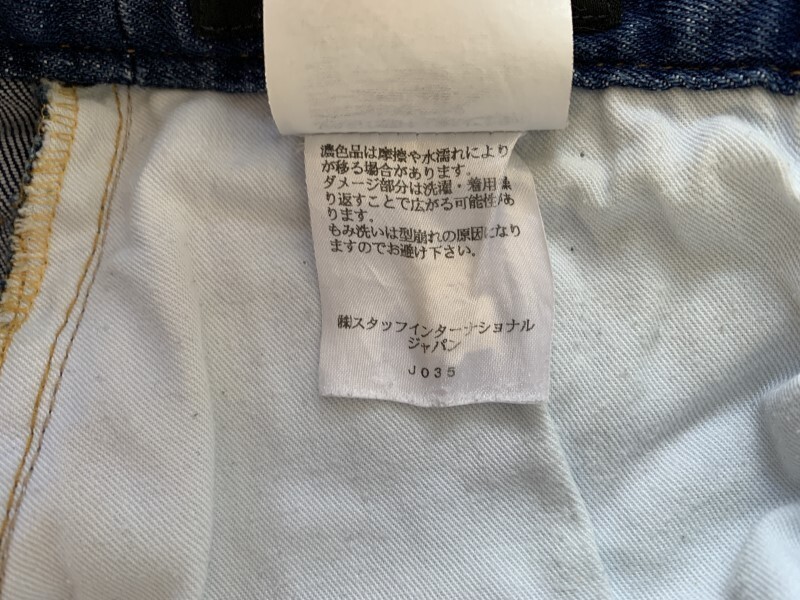 濃色品は摩擦や水濡れにより
が移る場合があります。
ダメージ部分は洗濯・着用
り返すことで広がる可能性があ
ります。
もみ洗いは型崩れの原因になり
ますのでお避け下さい。
㈱スタッフインターナショナル
ジャパン
J035